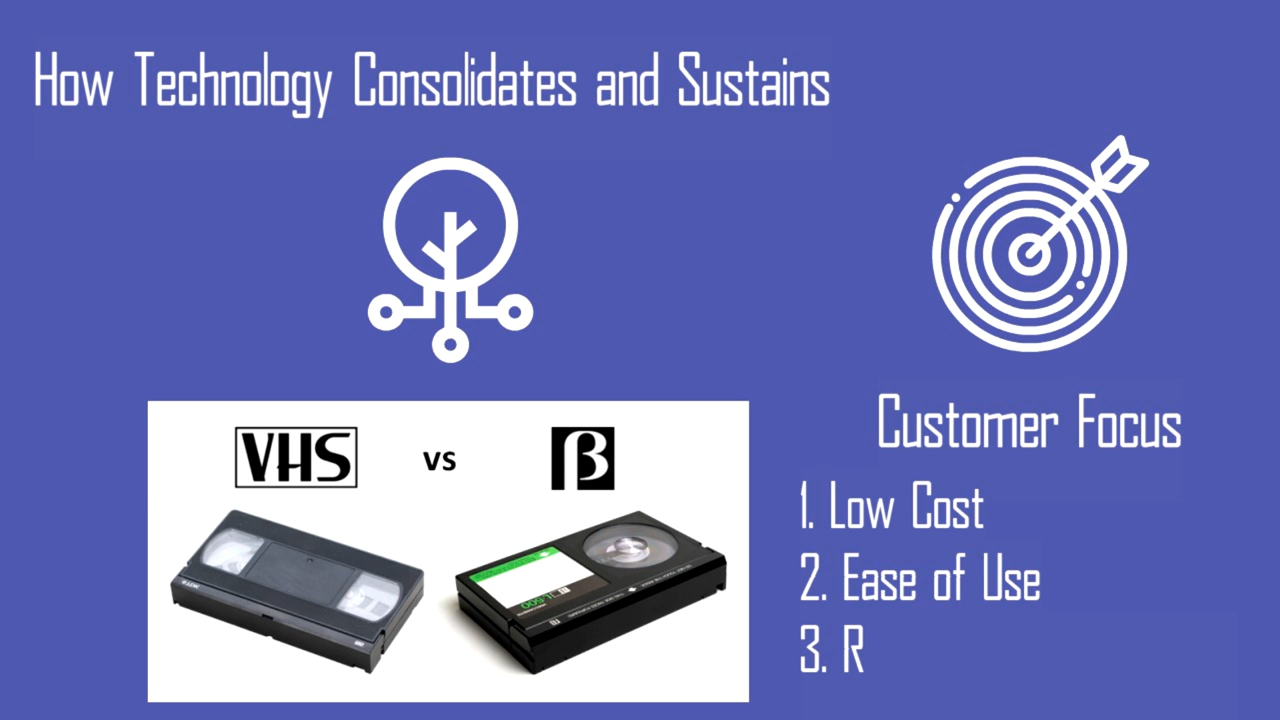 How Technology Consolidates and Sustains
VHS vs β
Customer Focus
1. Low Cost
2. Ease of Use
3. R